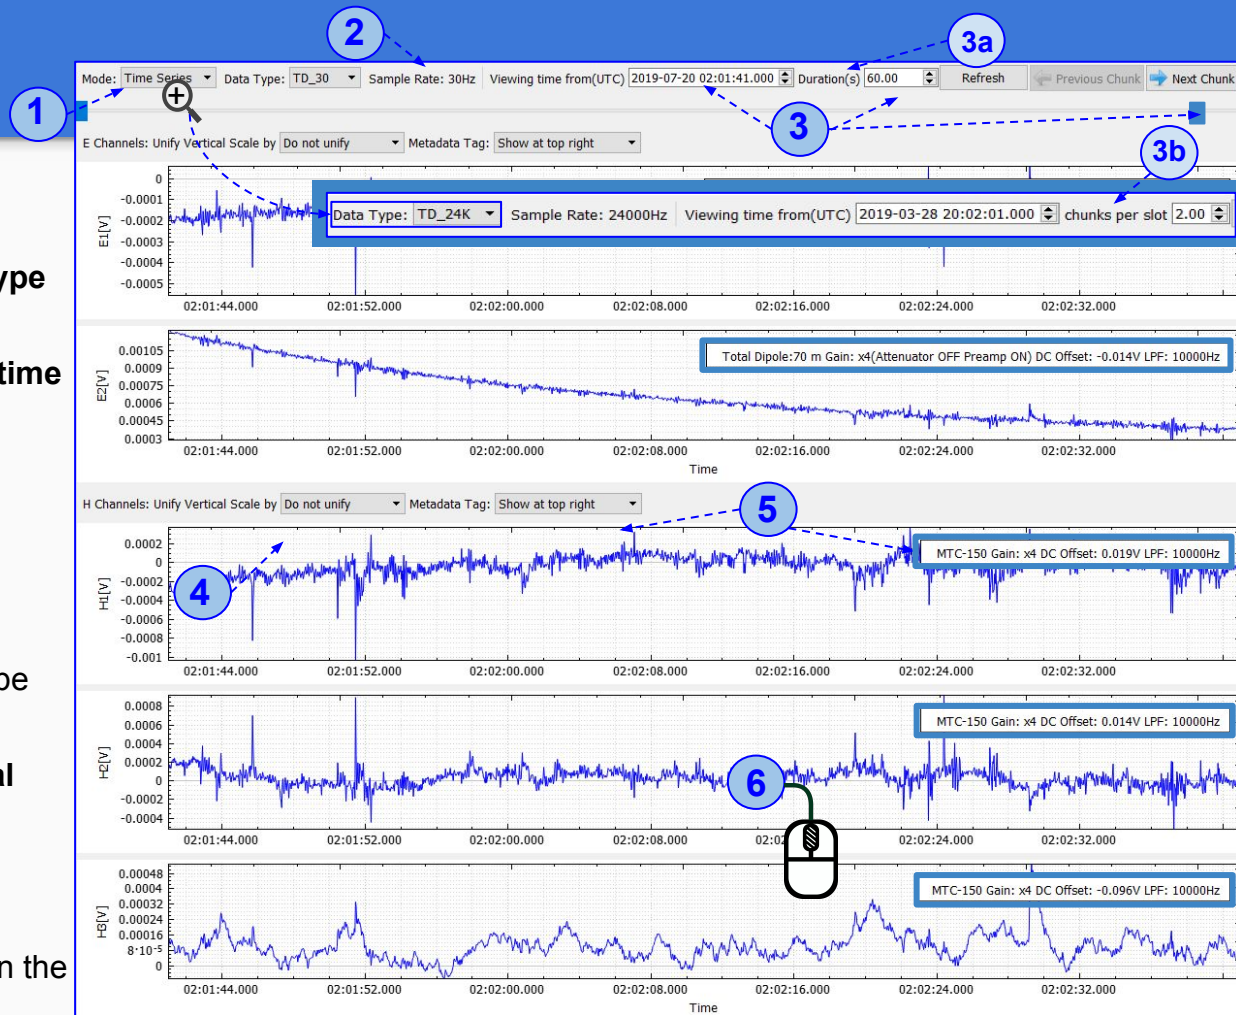 2
3a
Mode: Time Series Data Type: TD_30 Sample Rate: 30Hz Viewing time from(UTC) 2019-07-20 02:01:41.000 Duration(s) 60.00 Refresh Previous Chunk Next Chunk
1
3
E Channels: Unify Vertical Scale by Do not unify Metadata Tag: Show at top right
3b
Data Type: TD_24K Sample Rate: 24000Hz Viewing time from(UTC) 2019-03-28 20:02:01.000 chunks per slot 2.00
E1[V]
0
-0.0001
-0.0002
-0.0003
-0.0004
-0.0005
02:01:44.000 02:01:52.000 02:02:00.000 02:02:08.000 02:02:16.000 02:02:24.000 02:02:32.000
ype
time
Total Dipole:70 m Gain: x4(Attenuator OFF Preamp ON) DC Offset: -0.014V LPF: 10000Hz
E2[V]
0.00105
0.0009
0.00075
0.0006
0.00045
0.0003
02:01:44.000 02:01:52.000 02:02:00.000 02:02:08.000 02:02:16.000 02:02:24.000 02:02:32.000
Time
H Channels: Unify Vertical Scale by Do not unify Metadata Tag: Show at top right
5
MTC-150 Gain: x4 DC Offset: 0.019V LPF: 10000Hz
4
H1[V]
0.0002
0
-0.0002
-0.0004
-0.0006
-0.0008
-0.001
02:01:44.000 02:01:52.000 02:02:00.000 02:02:08.000 02:02:16.000 02:02:24.000 02:02:32.000
be
al
MTC-150 Gain: x4 DC Offset: 0.014V LPF: 10000Hz
H2[V]
0.0008
0.0006
0.0004
0.0002
0
-0.0002
-0.0004
6
02:01:44.000 02:01:52.000 02:02:00.000 02:02:08.000 02:02 02:02:24.000 02:02:32.000
MTC-150 Gain: x4 DC Offset: -0.096V LPF: 10000Hz
H3[V]
0.00048
0.0004
0.00032
0.00024
0.00016
8·10-5
0
n the
02:01:44.000 02:01:52.000 02:02:00.000 02:02:08.000 02:02:16.000 02:02:24.000 02:02:32.000
Time